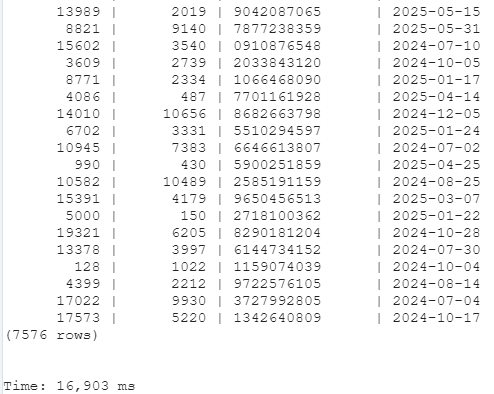 13989 | 2019 | 9042087065 | 2025-05-15
8821 | 9140 | 7877238359 | 2025-05-31
15602 | 3540 | 0910876548 | 2024-07-10
3609 | 2739 | 2033843120 | 2024-10-05
8771 | 2334 | 1066468090 | 2025-01-17
4086 | 487 | 7701161928 | 2025-04-14
14010 | 10656 | 8682663798 | 2024-12-05
6702 | 3331 | 5510294597 | 2025-01-24
10945 | 7383 | 6646613807 | 2024-07-02
990 | 430 | 5900251859 | 2025-04-25
10582 | 10489 | 2585191159 | 2024-08-25
15391 | 4179 | 9650456513 | 2025-03-07
5000 | 150 | 2718100362 | 2025-01-22
19321 | 6205 | 8290181204 | 2024-10-28
13378 | 3997 | 6144734152 | 2024-07-30
128 | 1022 | 1159074039 | 2024-10-04
4399 | 2212 | 9722576105 | 2024-08-14
17022 | 9930 | 3727992805 | 2024-07-04
17573 | 5220 | 1342640809 | 2024-10-17
(7576 rows)
Time: 16,903 ms